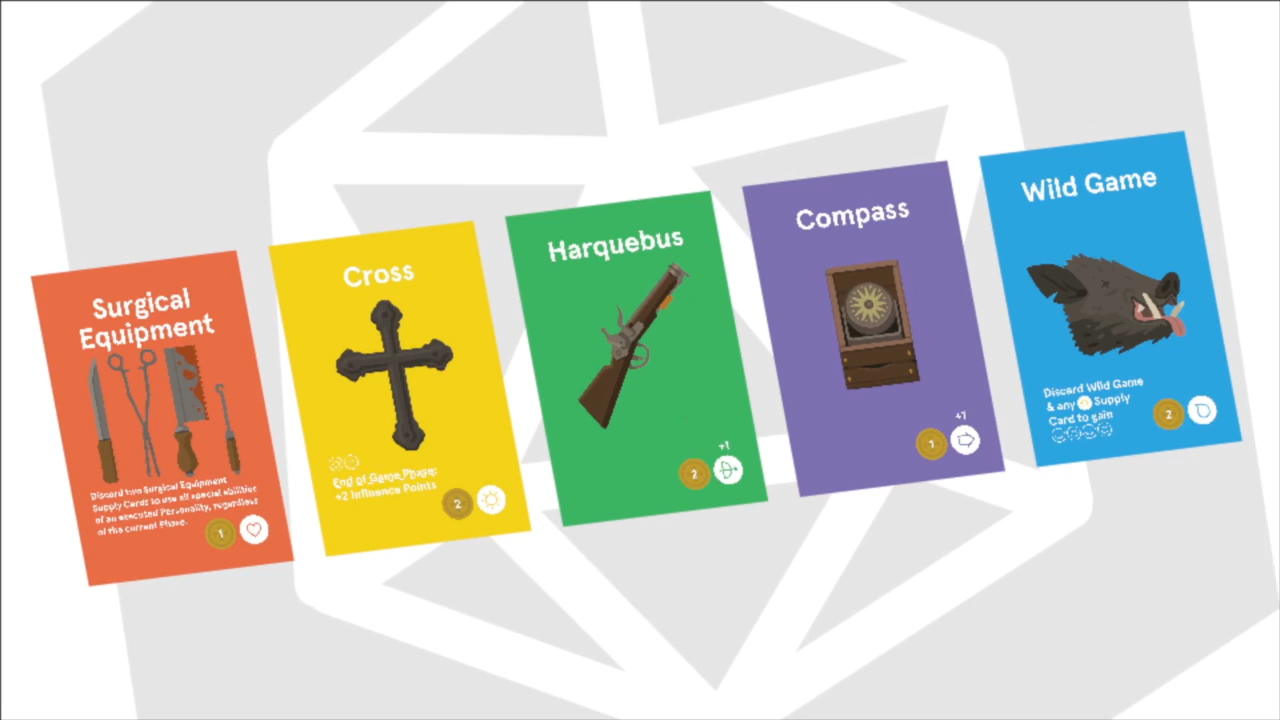 Surgical
Equipment
Discard two Surgical Equipment
Supply Cards to use all special abilities
of an executed Personality, regardless
of the current Phase.
1
Cross
End of Game Phase:
+2 Influence Points
2
Harquebus
+1
2
Compass
+1
1
Wild Game
Discard Wild Game
& any Supply
Card to gain
2